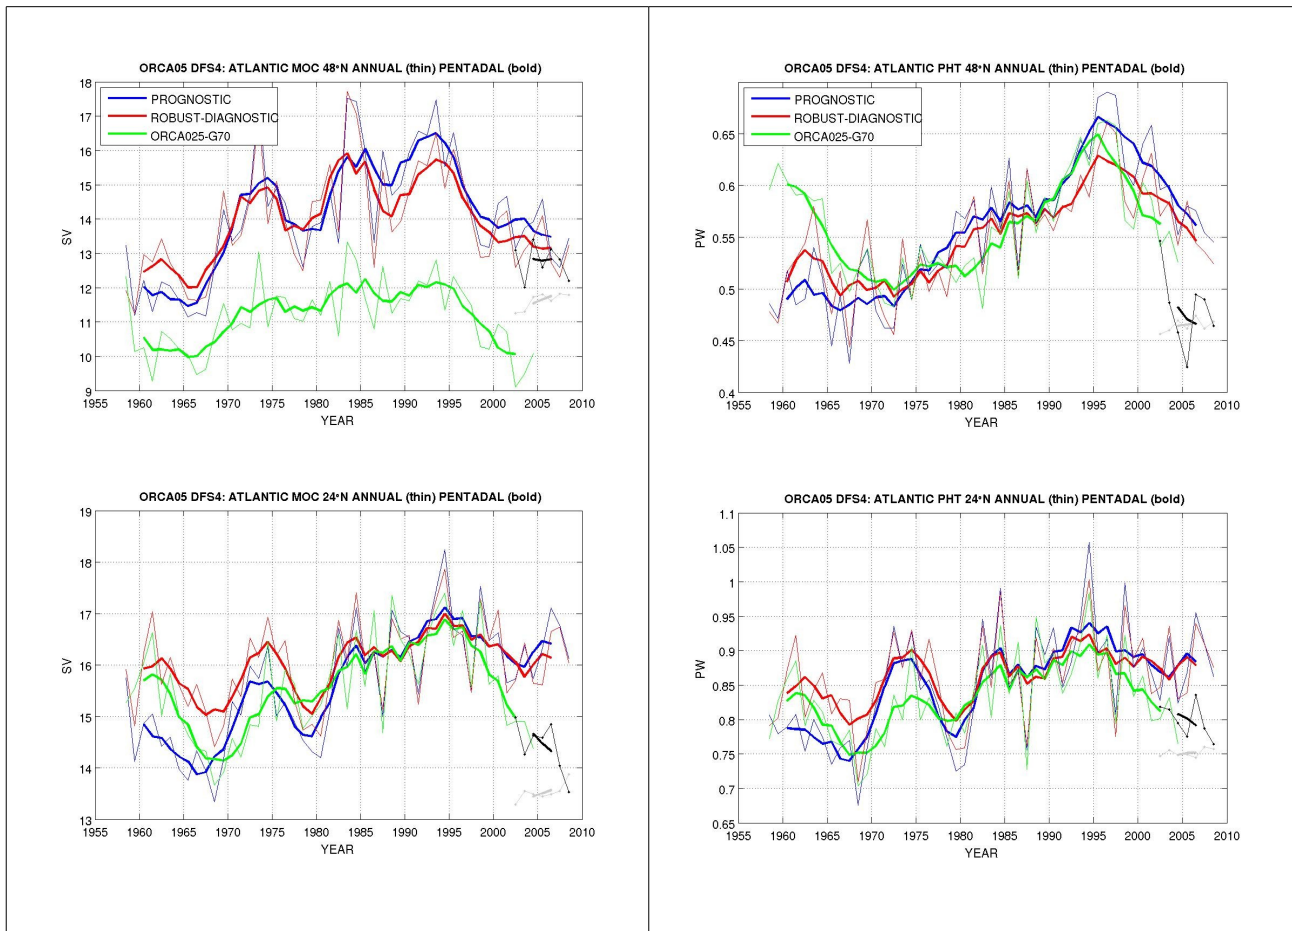 ORCA05 DFS4: ATLANTIC MOC 48°N ANNUAL (thin) PENTADAL (bold)
18
17
16
15
14
13
12
11
10
9
SV
PROGNOSTIC
ROBUST-DIAGNOSTIC
ORCA025-G70
1955 1960 1965 1970 1975 1980 1985 1990 1995 2000 2005 2010
YEAR
ORCA05 DFS4: ATLANTIC PHT 48°N ANNUAL (thin) PENTADAL (bold)
0.65
0.6
0.55
0.5
0.45
0.4
PW
PROGNOSTIC
ROBUST-DIAGNOSTIC
ORCA025-G70
1955 1960 1965 1970 1975 1980 1985 1990 1995 2000 2005 2010
YEAR
ORCA05 DFS4: ATLANTIC MOC 24°N ANNUAL (thin) PENTADAL (bold)
19
18
17
16
15
14
13
SV
1955 1960 1965 1970 1975 1980 1985 1990 1995 2000 2005 2010
YEAR
ORCA05 DFS4: ATLANTIC PHT 24°N ANNUAL (thin) PENTADAL (bold)
1.1
1.05
1
0.95
0.9
0.85
0.8
0.75
0.7
0.65
PW
1955 1960 1965 1970 1975 1980 1985 1990 1995 2000 2005 2010
YEAR